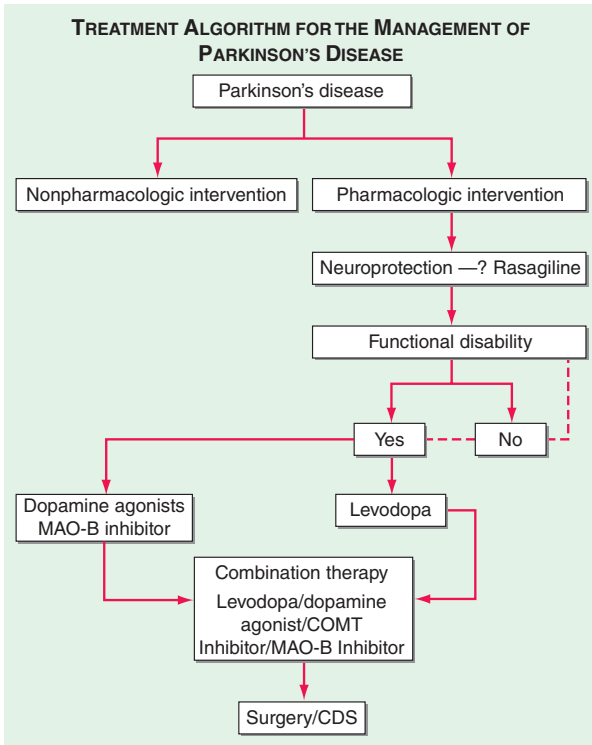 TREATMENT ALGORITHM FOR THE MANAGEMENT OF
PARKINSON'S DISEASE
Parkinson's disease
Nonpharmacologic intervention
Pharmacologic intervention
Neuroprotection —? Rasagiline
Functional disability
Yes
No
Dopamine agonists
MAO-B inhibitor
Levodopa
Combination therapy
Levodopa/dopamine
agonist/COMT
Inhibitor/MAO-B Inhibitor
Surgery/CDS